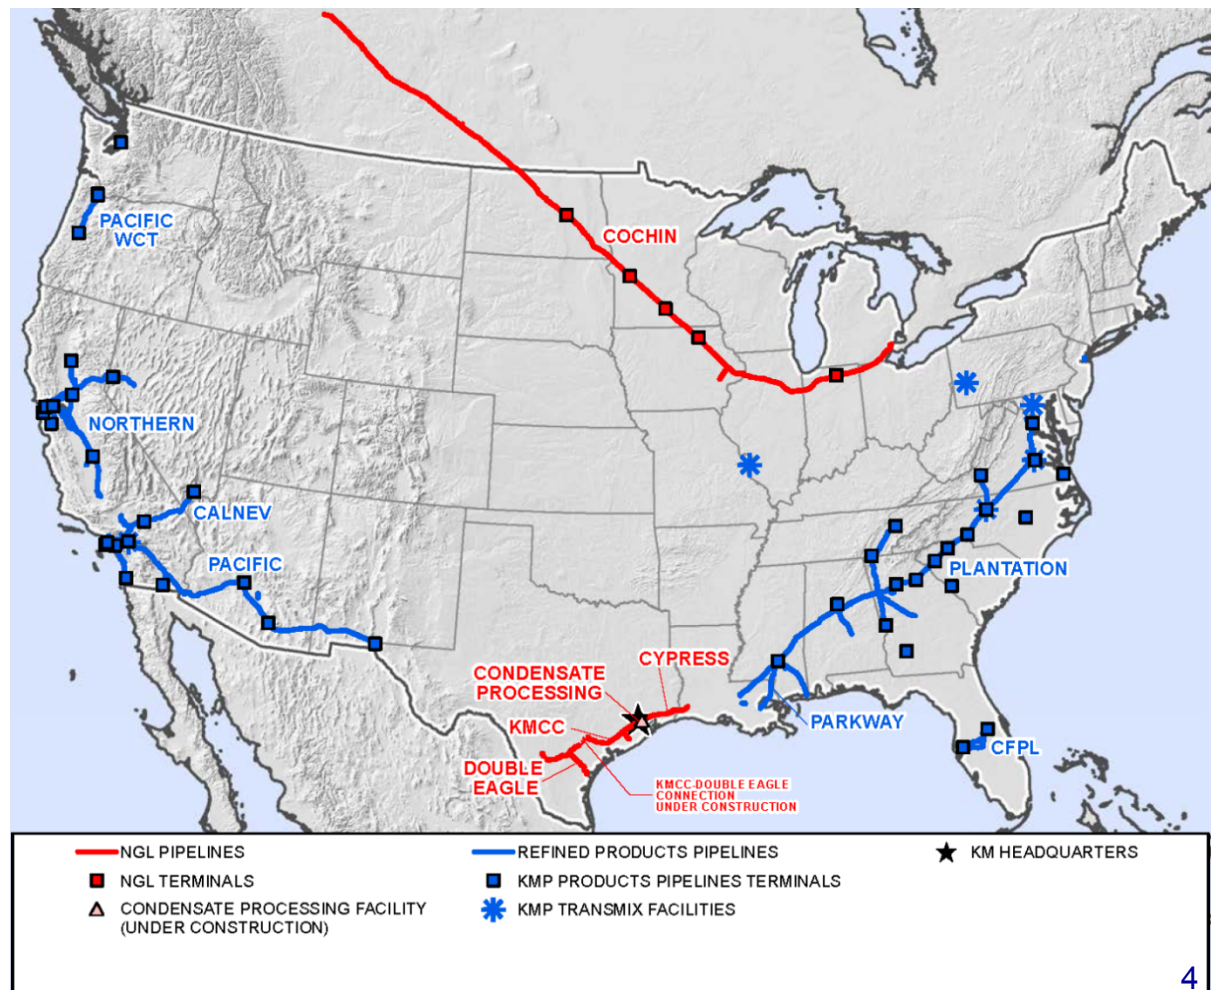 COCHIN
PACIFIC
WCT
NORTHERN
CALNEV
PACIFIC
PLANTATION
CYPRESS
CONDENSATE
PROCESSING
KMCC
PARKWAY
CFPL
DOUBLE
EAGLE
KMCC-DOUBLE EAGLE
CONNECTION
UNDER CONSTRUCTION
NGL PIPELINES
REFINED PRODUCTS PIPELINES
KM HEADQUARTERS
NGL TERMINALS
KMP PRODUCTS PIPELINES TERMINALS
CONDENSATE PROCESSING FACILITY
(UNDER CONSTRUCTION)
KMP TRANSMIX FACILITIES
4